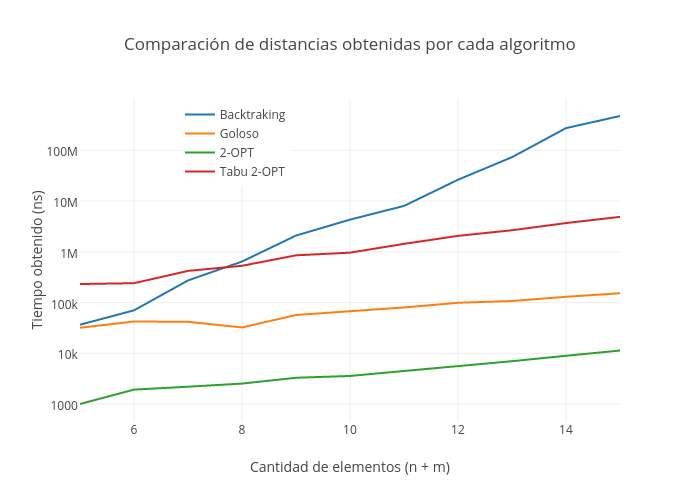 Comparación de distancias obtenidas por cada algoritmo
Backtraking
Goloso
2-OPT
Tabu 2-OPT
100M
10M
1M
100k
10k
1000
Tiempo obtenido (ns)
6
8
10
12
14
Cantidad de elementos (n + m)